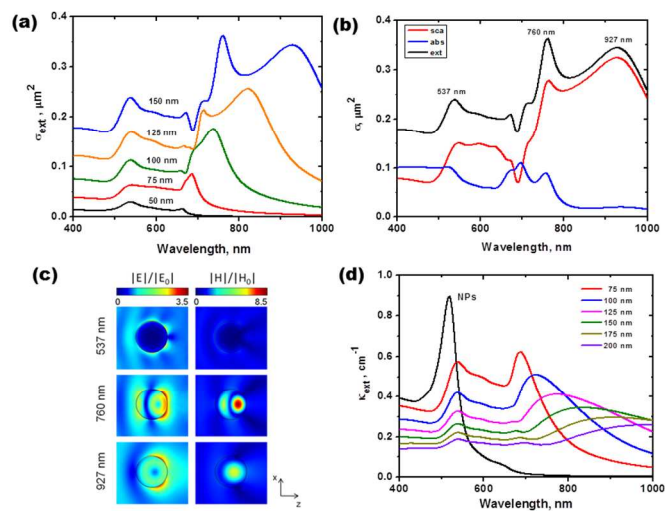 (a)
σext , μm2
0.4
0.3
0.2
0.1
0.0
150 nm
125 nm
100 nm
75 nm
50 nm
400 600 800 1000
Wavelength, nm
(b)
σ, μm2
0.4
0.3
0.2
0.1
0.0
sca
abs
ext
537 nm
760 nm
927 nm
400 500 600 700 800 900 1000
Wavelength, nm
(c)
|E|/|E0|
|H|/|H0|
0 3.5 0 8.5
537 nm
760 nm
927 nm
x
z
(d)
κext , cm-1
1.0
0.8
0.6
0.4
0.2
0.0
NPs
75 nm
100 nm
125 nm
150 nm
175 nm
200 nm
400 600 800 1000
Wavelength, nm